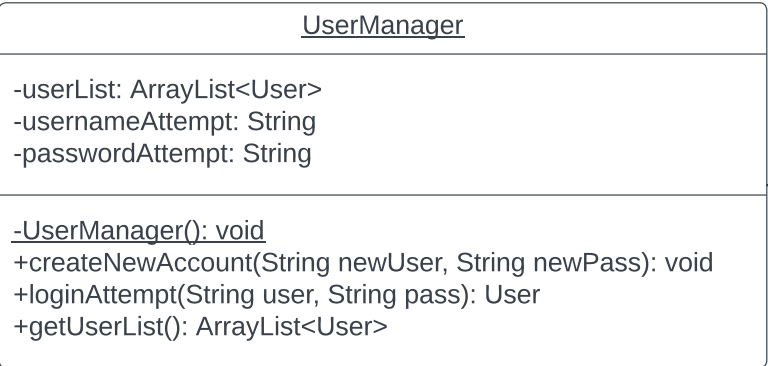 UserManager
-userList: ArrayList<User>
-usernameAttempt: String
-passwordAttempt: String
-UserManager(): void
+createNewAccount(String newUser, String newPass): void
+loginAttempt(String user, String pass): User
+getUserList(): ArrayList<User>